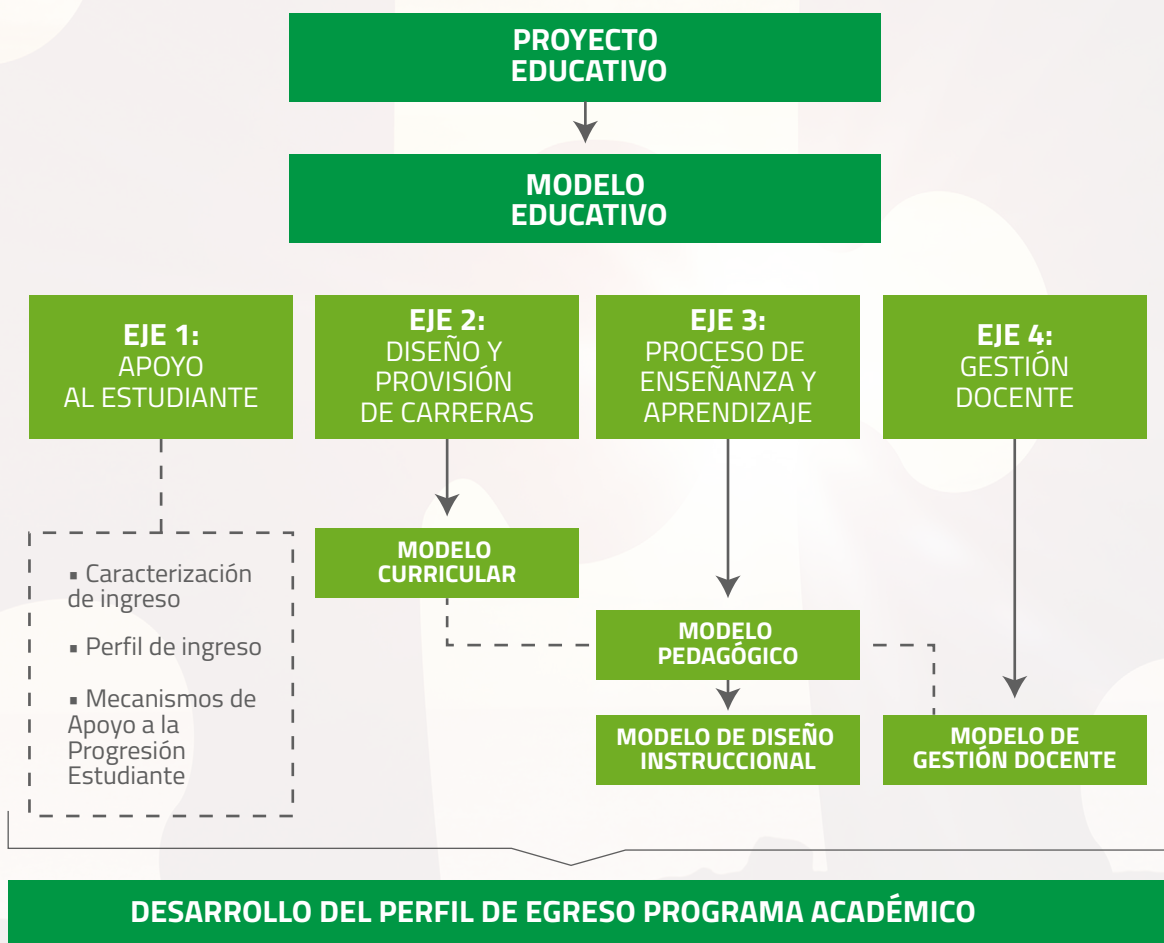 PROYECTO
EDUCATIVO
MODELO
EDUCATIVO
EJE 1:
APOYO
AL ESTUDIANTE
EJE 2:
DISEÑO Y
PROVISIÓN
DE CARRERAS
EJE 3:
PROCESO DE
ENSEÑANZA Y
APRENDIZAJE
EJE 4:
GESTIÓN
DOCENTE
▪ Caracterización
de ingreso
▪ Perfil de ingreso
▪ Mecanismos de
Apoyo a la
Progresión
Estudiante
MODELO
CURRICULAR
MODELO
PEDAGÓGICO
MODELO DE DISEÑO
INSTRUCCIONAL
MODELO DE
GESTIÓN DOCENTE
DESARROLLO DEL PERFIL DE EGRESO PROGRAMA ACADÉMICO